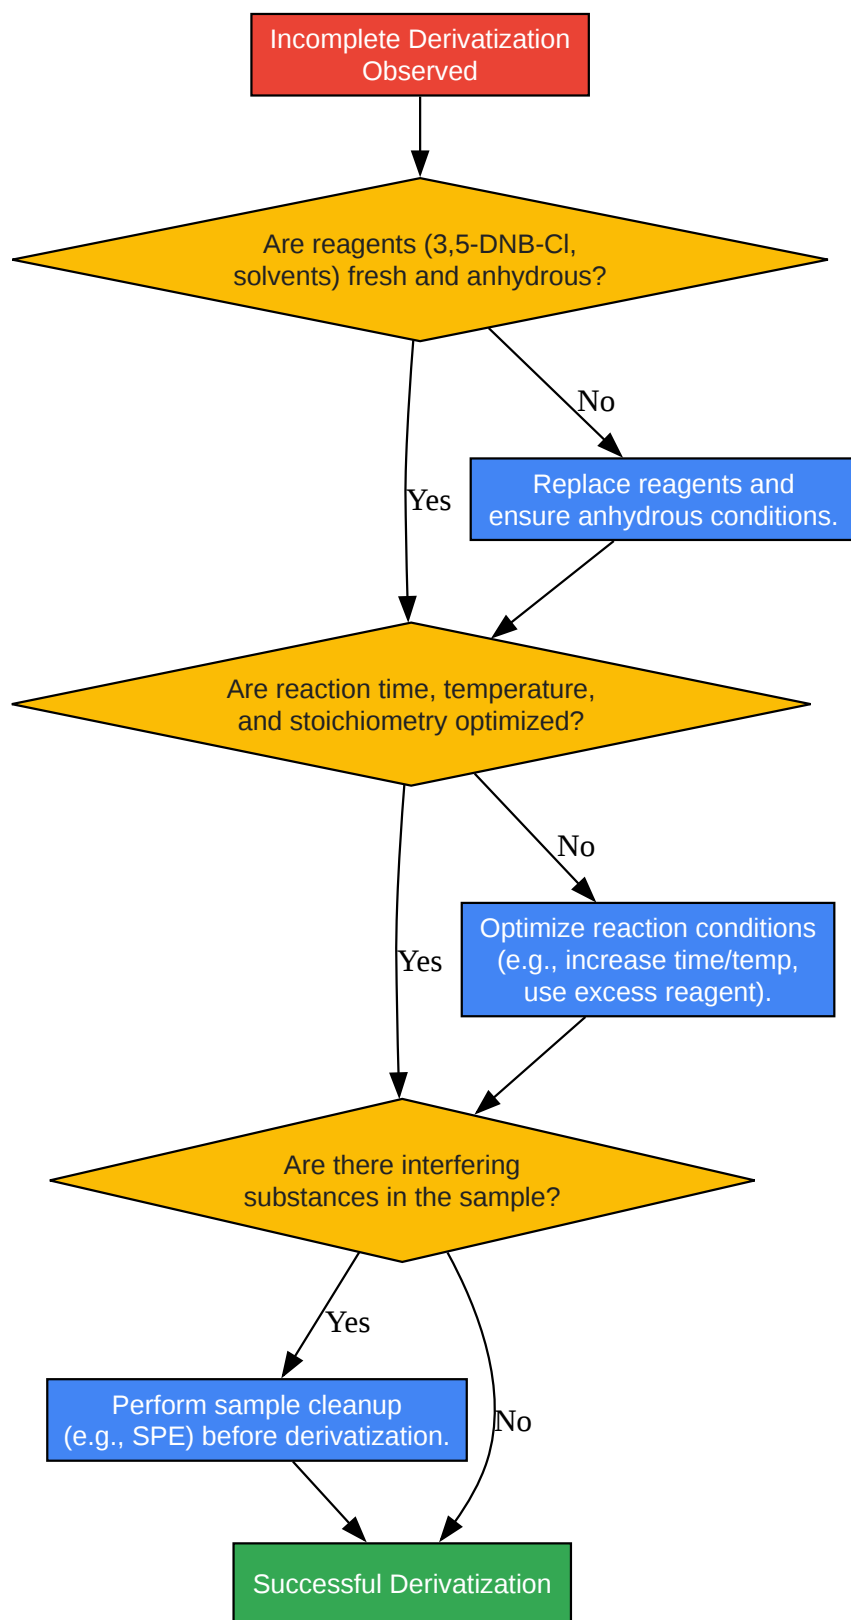 Incomplete Derivatization
Observed
Are reagents (3,5-DNB-Cl,
solvents) fresh and anhydrous?
No
Yes
Replace reagents and
ensure anhydrous conditions.
Are reaction time, temperature,
and stoichiometry optimized?
No
Yes
Optimize reaction conditions
(e.g., increase time/temp,
use excess reagent).
Are there interfering
substances in the sample?
Yes
No
Perform sample cleanup
(e.g., SPE) before derivatization.
Successful Derivatization